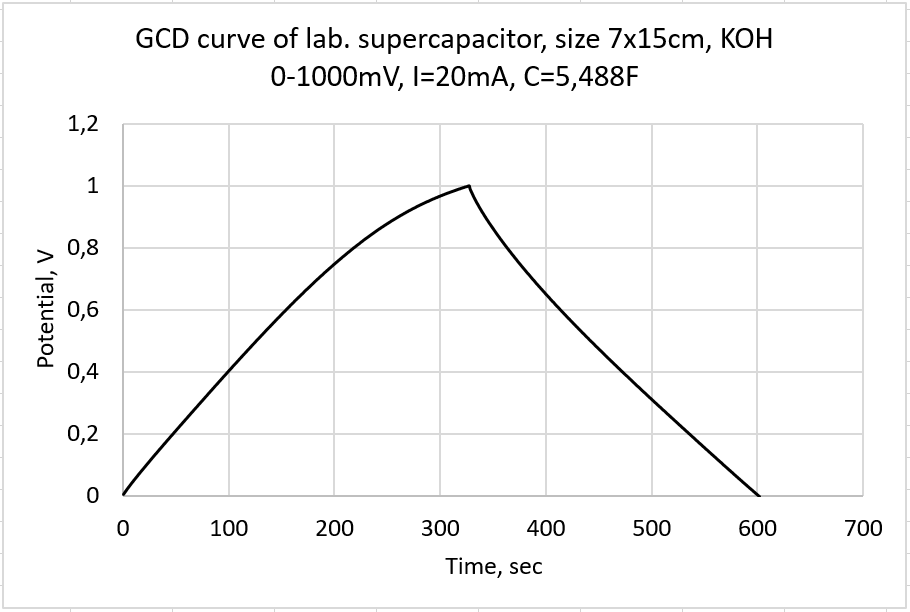 GCD curve of lab. supercapacitor, size 7x15cm, KOH
0-1000mV, I=20mA, C=5,488F
1,2
1
0,8
0,6
0,4
0,2
0
Potential, V
0 100 200 300 400 500 600 700
Time, sec